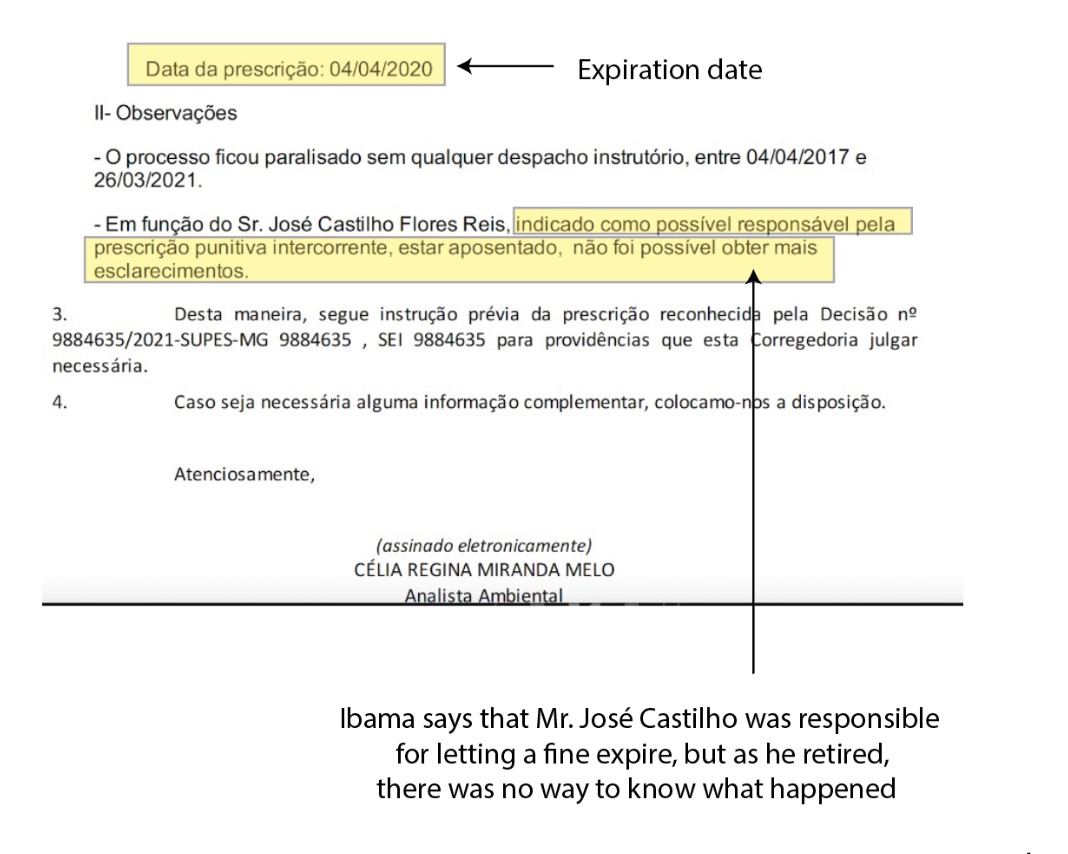 Data da prescrição: 04/04/2020
Expiration date
II- Observações
- O processo ficou paralisado sem qualquer despacho instrutório, entre 04/04/2017 e
26/03/2021.
- Em função do Sr. José Castilho Flores Reis, indicado como possível responsável pela
prescrição punitiva intercorrente, estar aposentado, não foi possível obter mais
esclarecimentos.
3. Desta maneira, segue instrução prévia da prescrição reconhecida pela Decisão nº
9884635/2021-SUPES-MG 9884635 , SEI 9884635 para providências que esta Corregedoria julgar
necessária.
4. Caso seja necessária alguma informação complementar, colocamo-nos a disposição.
Atenciosamente,
(assinado eletronicamente)
CÉLIA REGINA MIRANDA MELO
Analista Ambiental
Ibama says that Mr. José Castilho was responsible
for letting a fine expire, but as he retired,
there was no way to know what happened